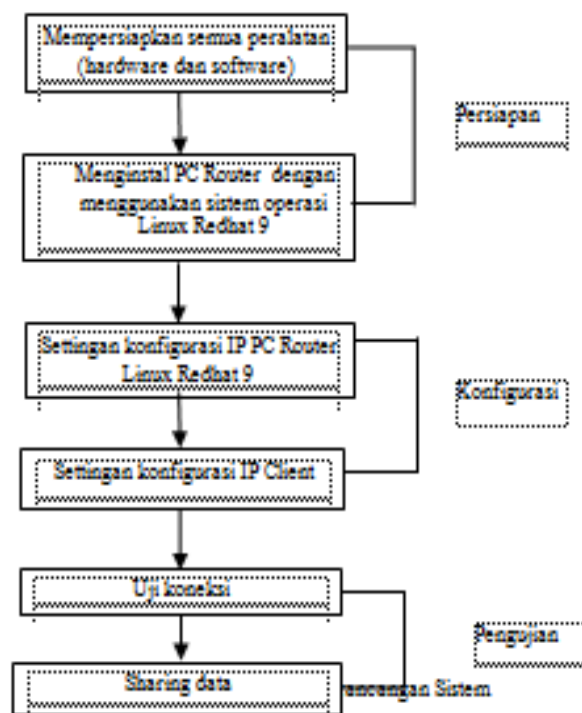 Mempersiapkan semua peralatan
(hardware dan software)
Persiapan
Menginstal PC Router dengan
menggunakan sistem operasi
Linux Redhat 9
Settingan konfigurasi IP PC Router
Linux Redhat 9
Konfigurasi
Settingan konfigurasi IP Client
Uji koneksi
Pengujian
Sharing data
ancangan Sistem